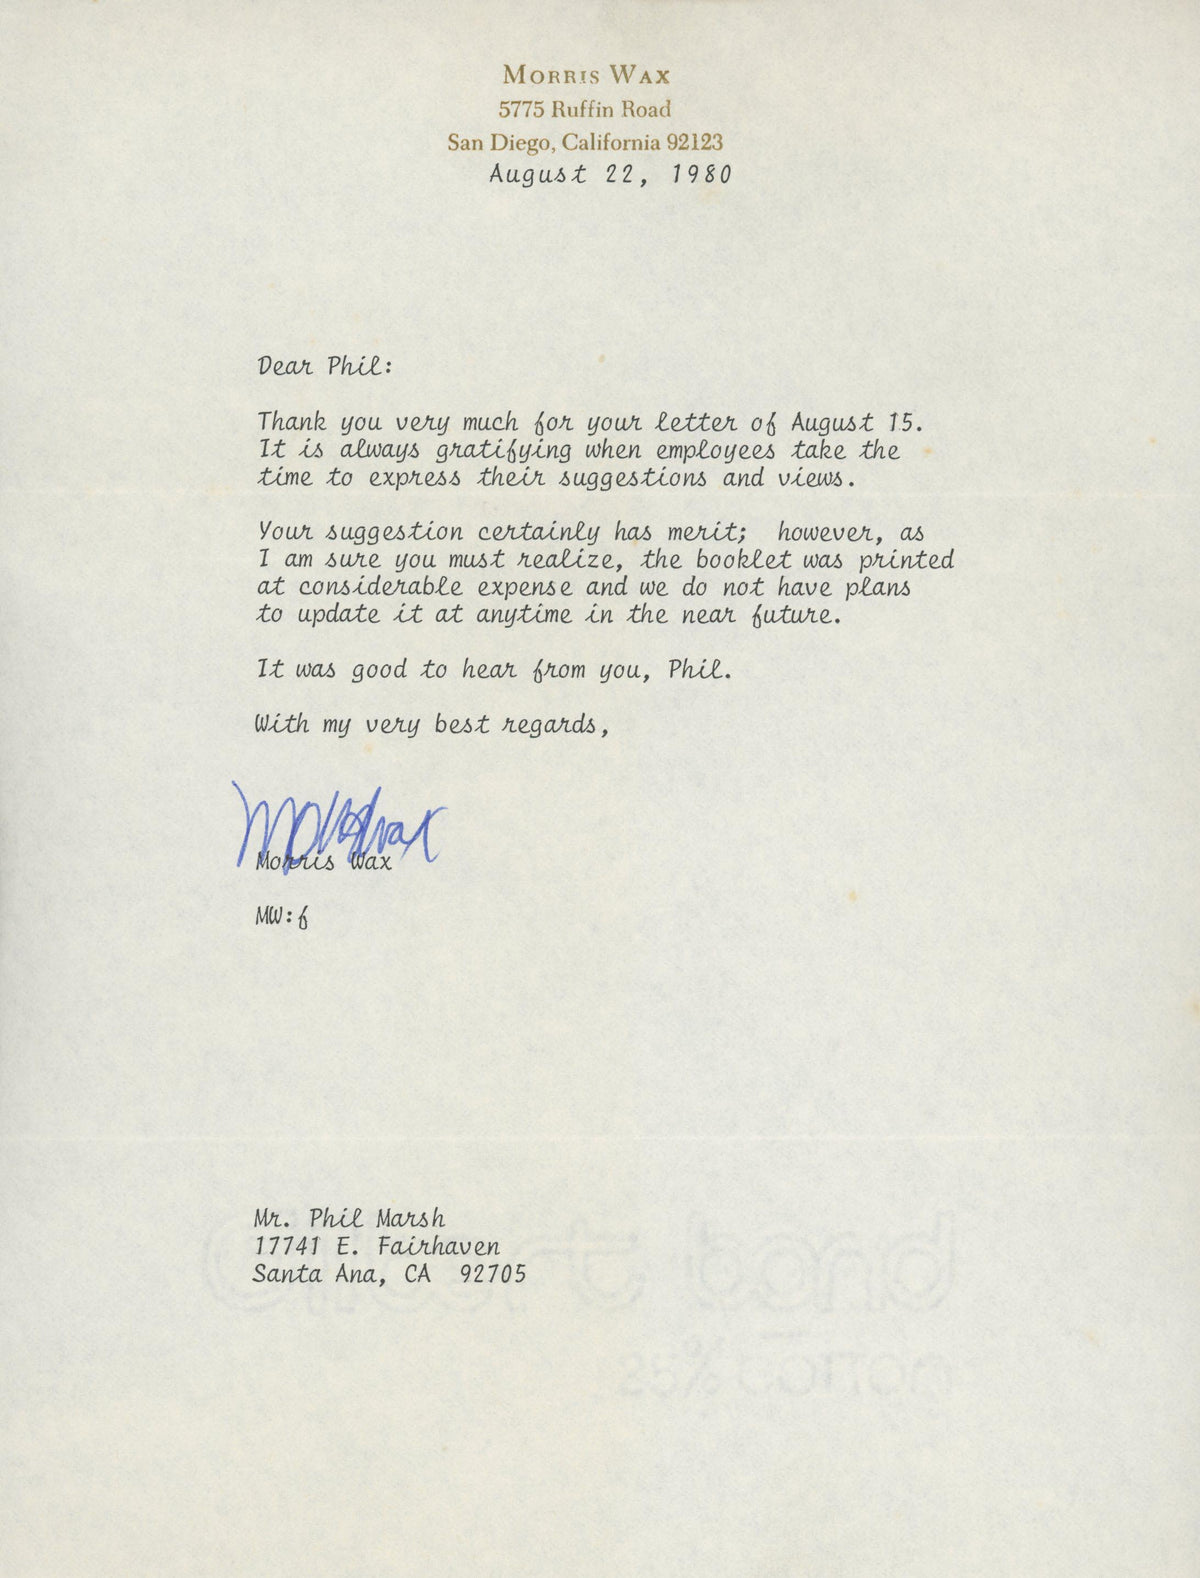 MORRIS WAX
5775 Ruffin Road
San Diego, California 92123
August 22, 1980
Dear Phil:
Thank you very much for your letter of August 15.
It is always gratifying when employees take the
time to express their suggestions and views.
Your suggestion certainly has merit;  however, as
I am sure you must realize, the booklet was printed
at considerable expense and we do not have plans
to update it at anytime in the near future.
It was good to hear from you, Phil.
With my very best regards,
Morris Wax
MW:f
Mr. Phil Marsh
17741 E. Fairhaven
Santa Ana, CA  92705